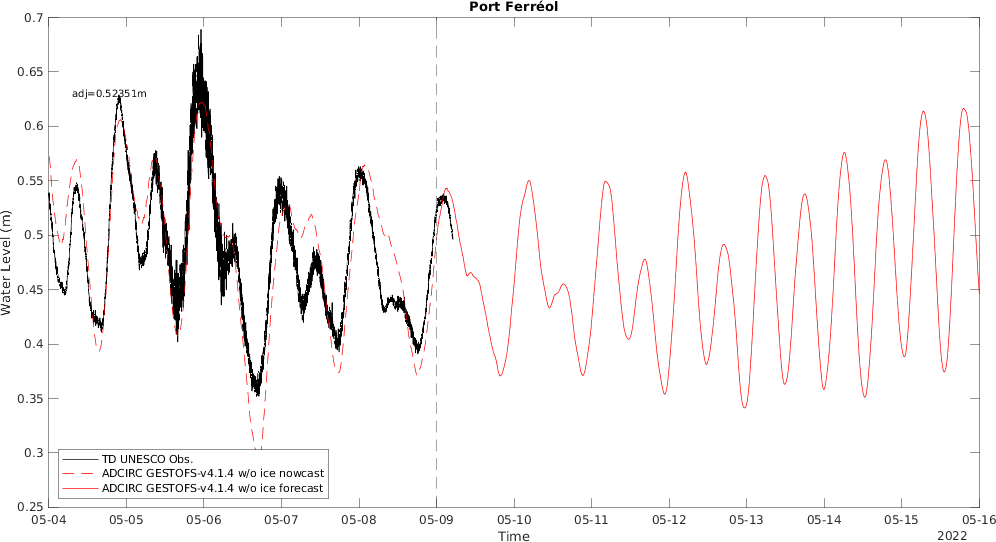 Port Ferréol
0.7
0.65
0.6
0.55
0.5
0.45
0.4
0.35
0.3
0.25
Water Level (m)
adj=0.52351m
TD UNESCO Obs.
ADCIRC GESTOFS-v4.1.4 w/o ice nowcast
ADCIRC GESTOFS-v4.1.4 w/o ice forecast
05-04 05-05 05-06 05-07 05-08 05-09 05-10 05-11 05-12 05-13 05-14 05-15 05-16
Time
2022